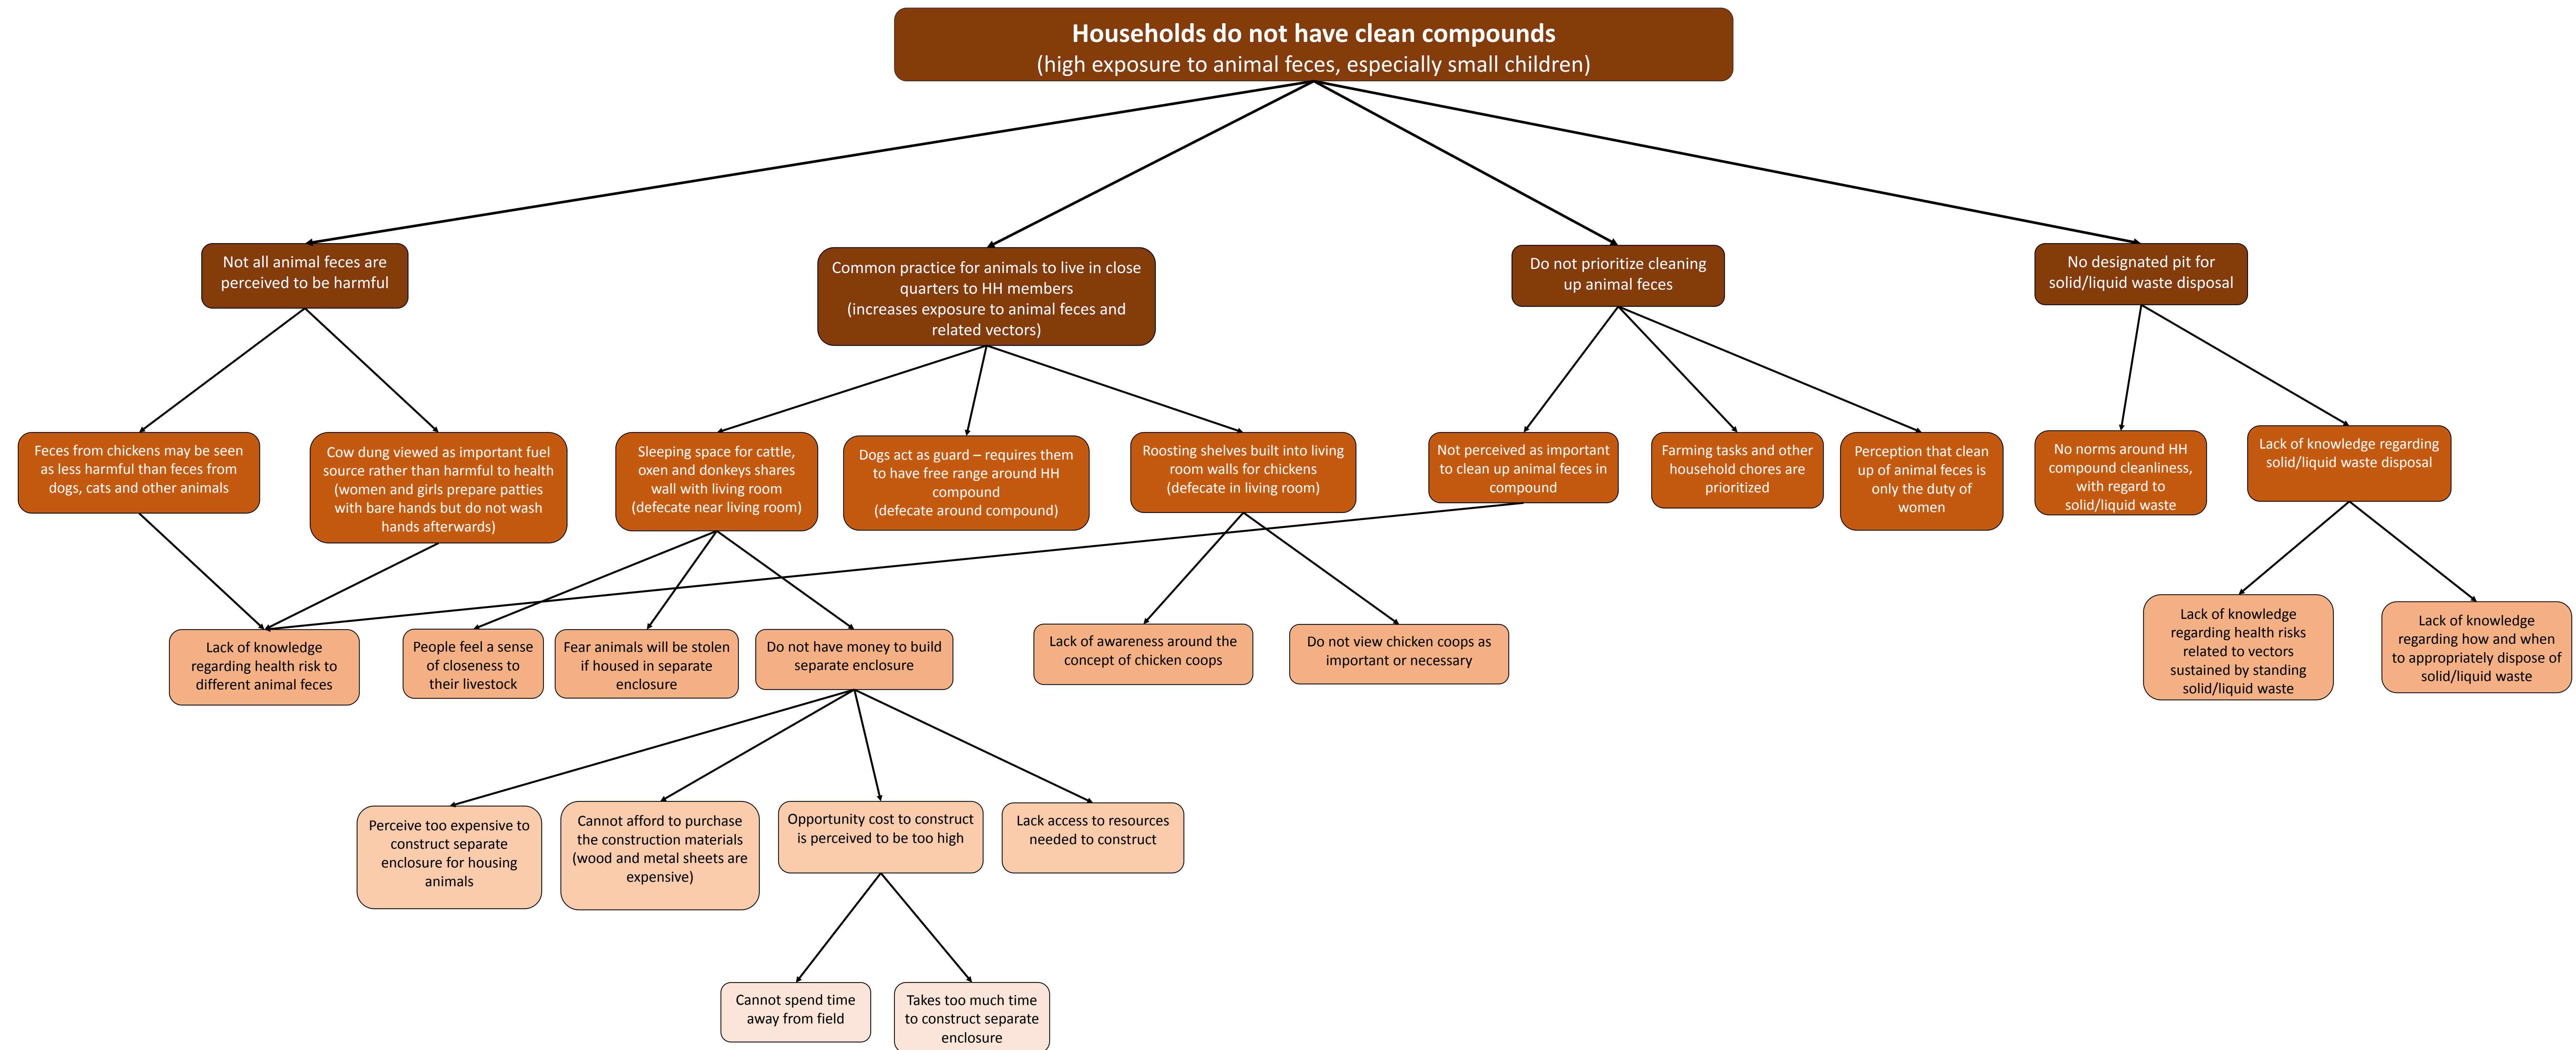 Households do not have clean compounds
(high exposure to animal feces, especially small children)
Not all animal feces are
perceived to be harmful
Common practice for animals to live in close
quarters to HH members
(increases exposure to animal feces and
related vectors)
Do not prioritize cleaning
up animal feces
No designated pit for
solid/liquid waste disposal
Feces from chickens may be seen
as less harmful than feces from
dogs, cats and other animals
Cow dung viewed as important fuel
source rather than harmful to health
(women and girls prepare patties
with bare hands but do not wash
hands afterwards)
Sleeping space for cattle,
oxen and donkeys shares
wall with living room
(defecate near living room)
Dogs act as guard – requires them
to have free range around HH
compound
(defecate around compound)
Roosting shelves built into living
room walls for chickens
(defecate in living room)
Not perceived as important
to clean up animal feces in
compound
Farming tasks and other
household chores are
prioritized
Perception that clean
up of animal feces is
only the duty of
women
No norms around HH
compound cleanliness,
with regard to
solid/liquid waste
Lack of knowledge regarding
solid/liquid waste disposal
Lack of knowledge
regarding health risk to
different animal feces
People feel a sense
of closeness to
their livestock
Fear animals will be stolen
if housed in separate
enclosure
Do not have money to build
separate enclosure
Lack of awareness around the
concept of chicken coops
Do not view chicken coops as
important or necessary
Lack of knowledge
regarding health risks
related to vectors
sustained by standing
solid/liquid waste
Lack of knowledge
regarding how and when
to appropriately dispose of
solid/liquid waste
Perceive too expensive to
construct separate
enclosure for housing
animals
Cannot afford to purchase
the construction materials
(wood and metal sheets are
expensive)
Opportunity cost to construct
is perceived to be too high
Lack access to resources
needed to construct
Cannot spend time
away from field
Takes too much time
to construct separate
enclosure